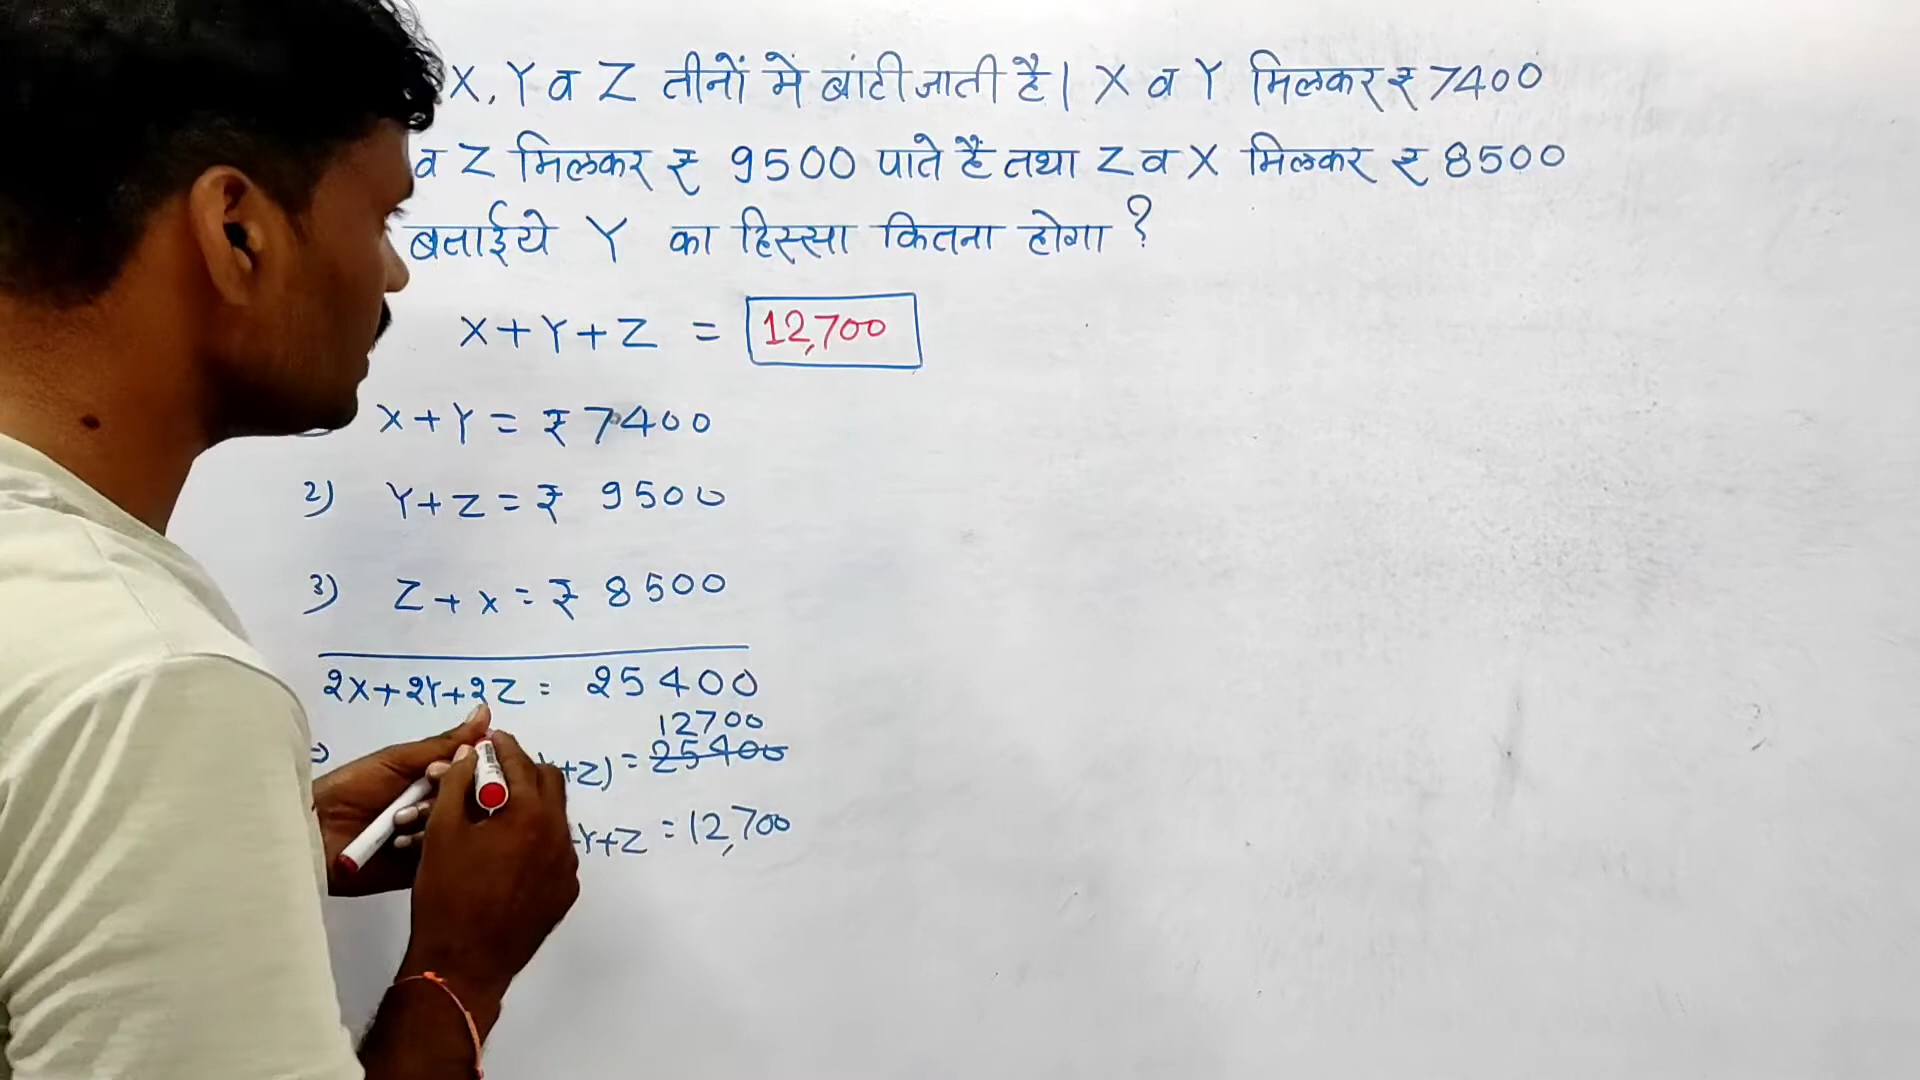 X, Y व Z तीनों मे बांटी जाती है। X व Y मिलकर ₹ 7400
व Z मिलकर ₹ 9500 पाते हैं तथा Z व X मिलकर ₹ 8500
बताईये Y का हिस्सा कितना होगा ?
X+Y+Z = 12,700
X+Y = ₹ 7400
2) Y+Z = ₹ 9500
3) Z+X = ₹ 8500
2X+2Y+2Z = 25400
12700
+Z) = 25400
Y+Z = 12,700